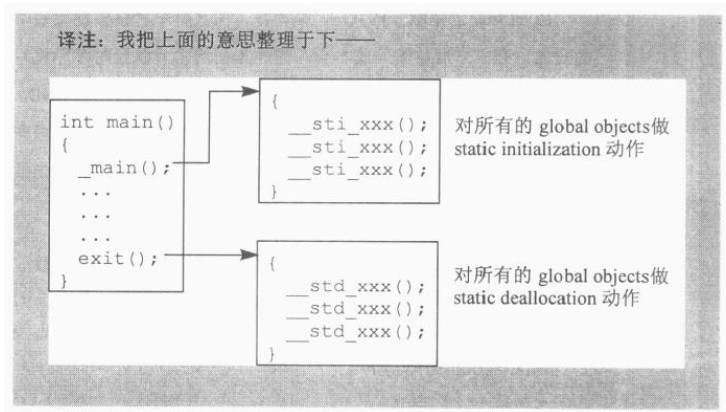 译注：我把上面的意思整理于下——
int main()
{
_main();
...
...
...
exit();
}
{
__sti_xxx();
__sti_xxx();
__sti_xxx();
}
对所有的 global objects做
static initialization 动作
{
__std_xxx();
__std_xxx();
__std_xxx();
}
对所有的 global objects做
static deallocation 动作